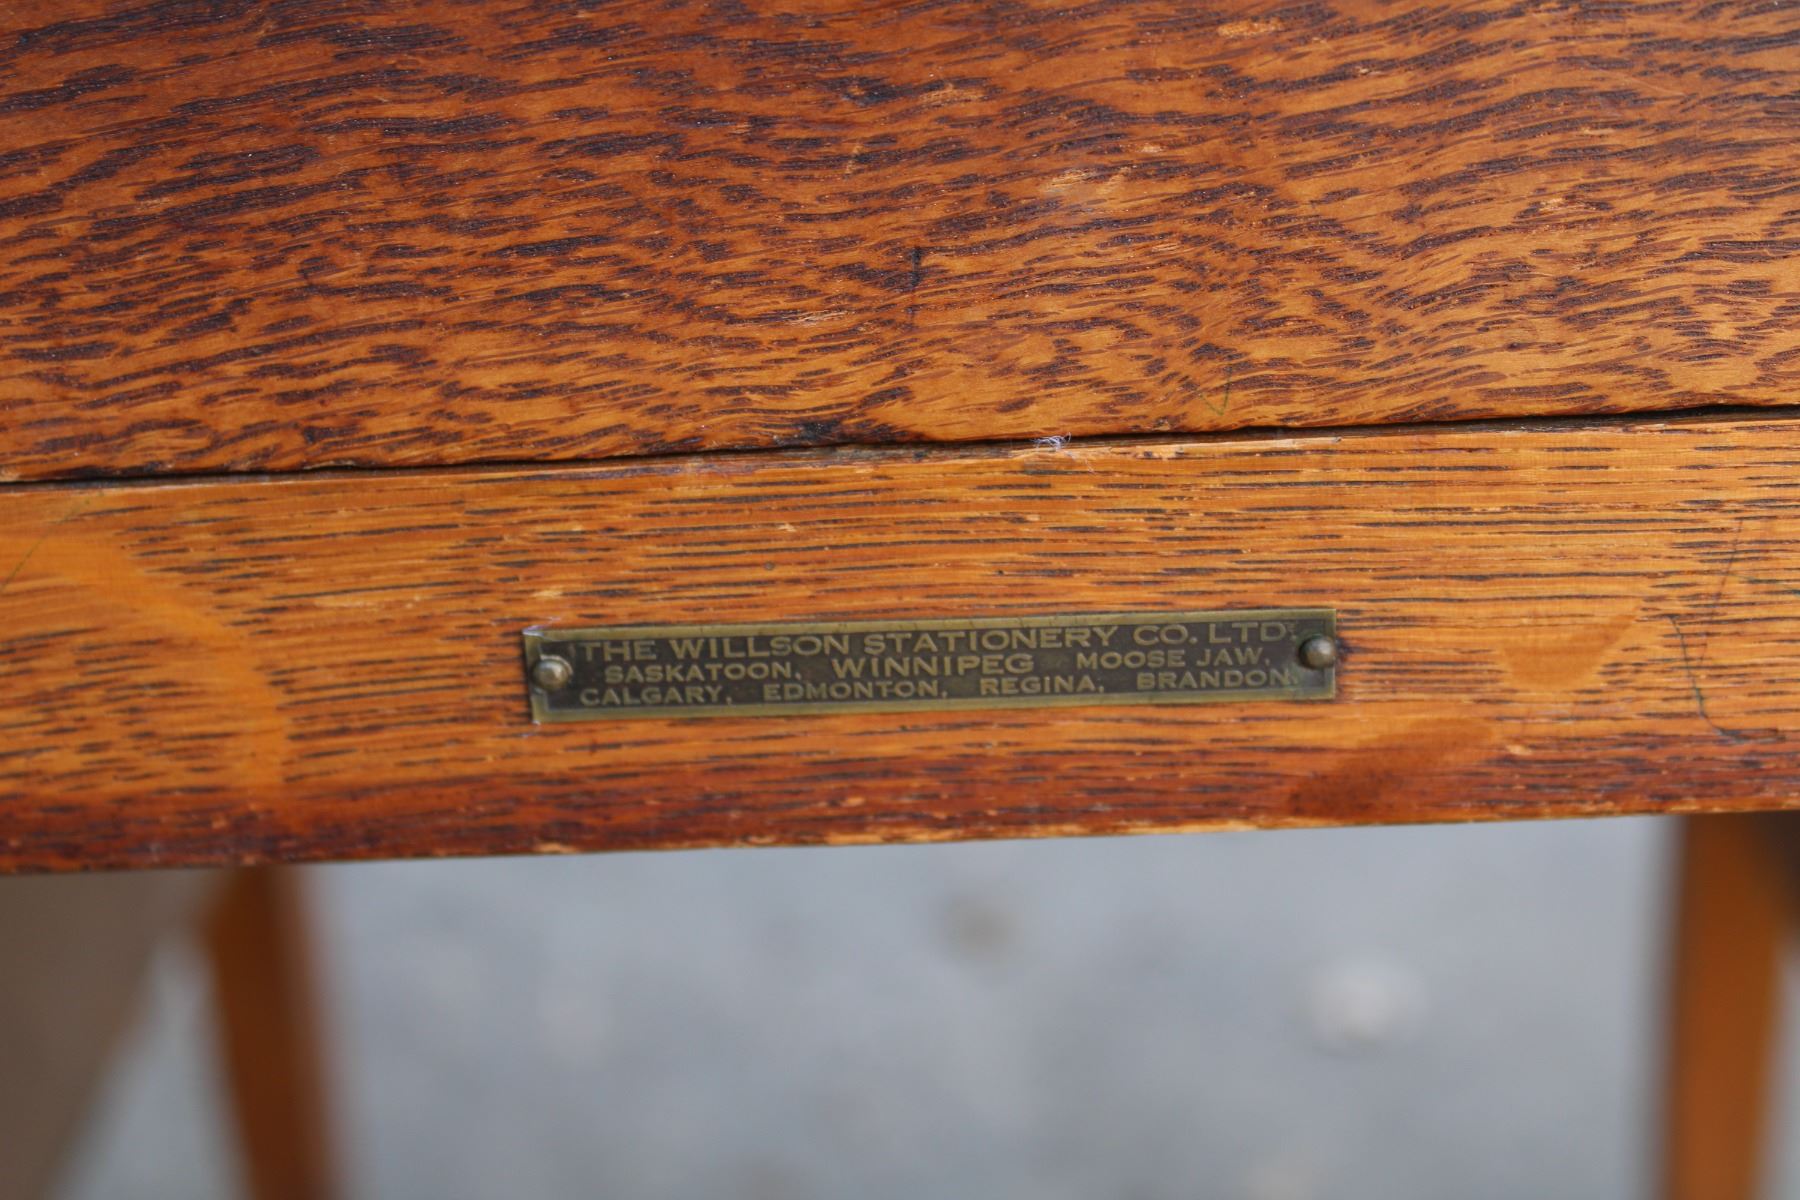 THE WILLSON STATIONERY CO. LTD.
SASKATOON, WINNIPEG MOOSE JAW,
CALGARY, EDMONTON, REGINA, BRANDON.